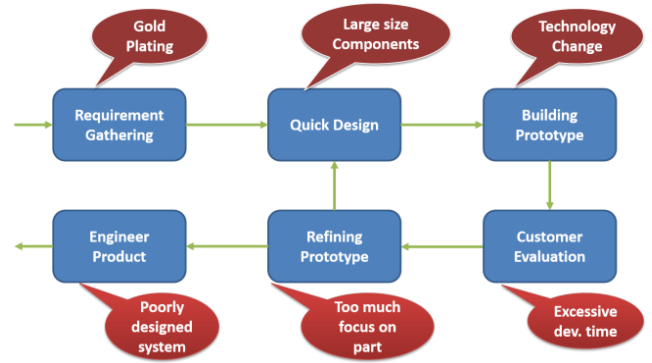 Gold
Plating
Large size
Components
Technology
Change
Requirement
Gathering
Quick Design
Building
Prototype
Engineer
Product
Refining
Prototype
Customer
Evaluation
Poorly
designed
system
Too much
focus on
part
Excessive
dev. time